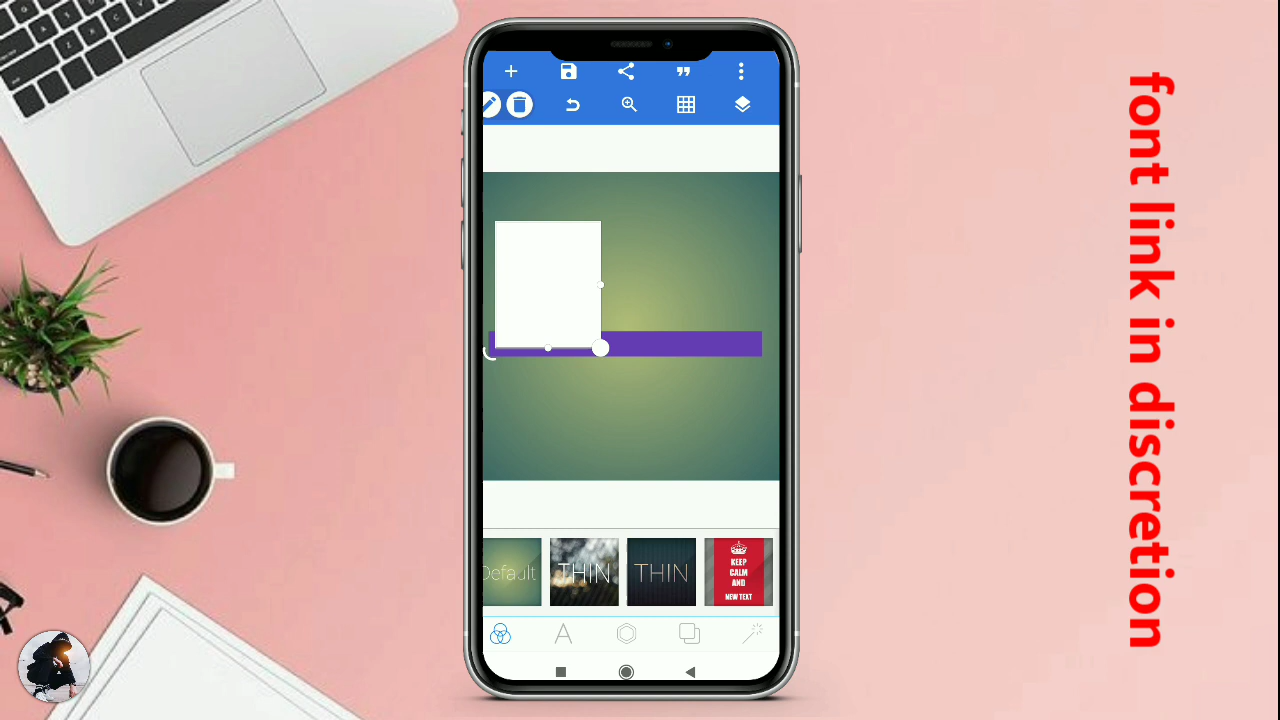 Default
THIN
THIN
KEEP
CALM
AND
NEW TEXT
A
font link in discretion